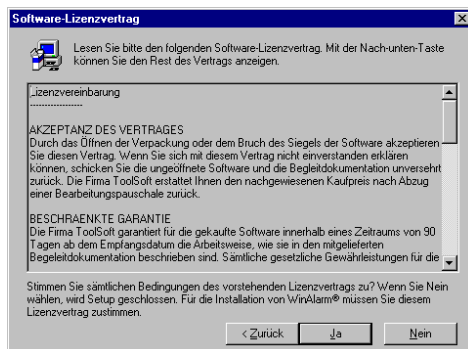 Software-Lizenzvertrag
Lesen Sie bitte den folgenden Software-Lizenzvertrag. Mit der Nach-unten-Taste
können Sie den Rest des Vertrags anzeigen.
Lizenzvereinbarung
------------------
AKZEPTANZ DES VERTRAGES
Durch das Öffnen der Verpackung oder dem Bruch des Siegels der Software akzeptieren
Sie diesen Vertrag. Wenn Sie sich mit diesem Vertrag nicht einverstanden erklären
können, schicken Sie die ungeöffnete Software und die Begleitdokumentation unversehrt
zurück. Die Firma ToolSoft erstattet Ihnen den nachgewiesenen Kaufpreis nach Abzug
einer Bearbeitungspauschale zurück.
BESCHRAENKTE GARANTIE
Die Firma ToolSoft garantiert für die gekaufte Software innerhalb eines Zeitraums von 90
Tagen ab dem Empfangsdatum die Arbeitsweise, wie sie in den mitgelieferten
Begeleitdokumentation beschrieben sind. Sämtliche gesetzliche Gewährleistungen für die
Stimmen Sie sämtlichen Bedingungen des vorstehenden Lizenzvertrags zu? Wenn Sie Nein
wählen, wird Setup geschlossen. Für die Installation von WinAlarm® müssen Sie diesem
Lizenzvertrag zustimmen.
< Zurück Ja Nein